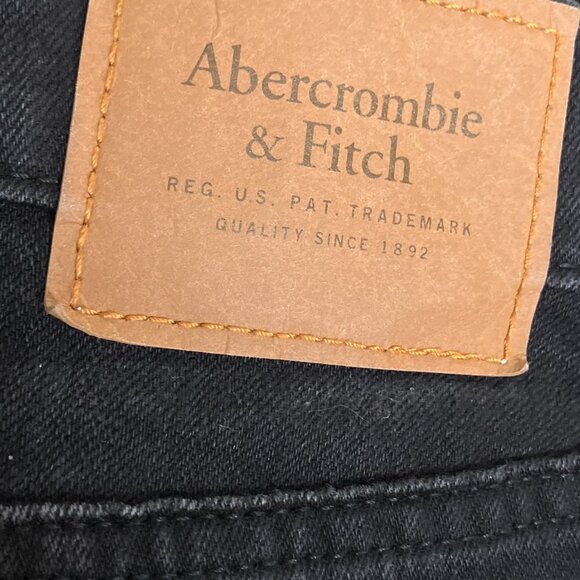 Abercrombie
& Fitch
REG. U.S. PAT. TRADEMARK
QUALITY SINCE 1892